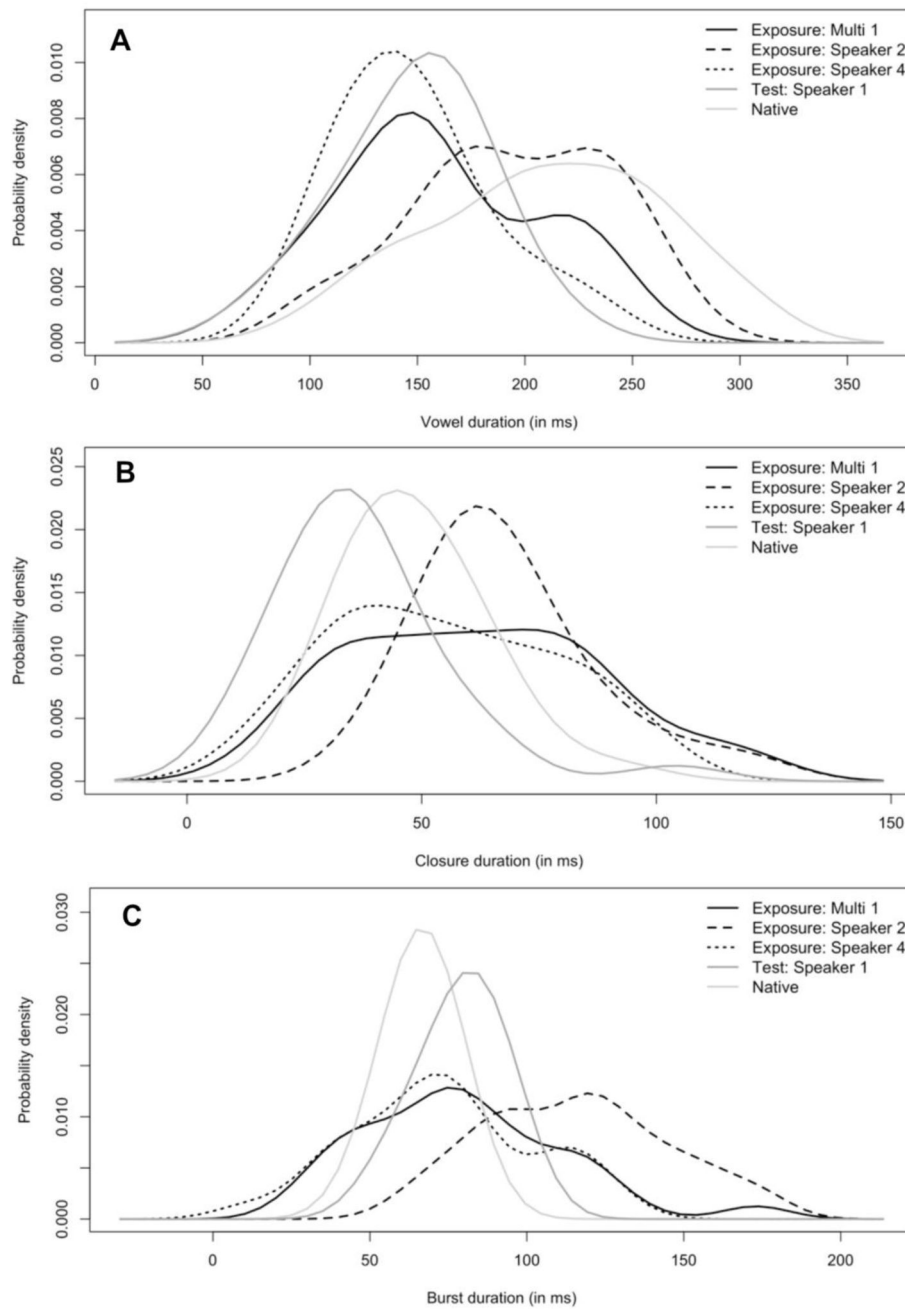 A
Exposure: Multi 1
Exposure: Speaker 2
Exposure: Speaker 4
Test: Speaker 1
Native
Probability density
0.000 0.002 0.004 0.006 0.008 0.010
0 50 100 150 200 250 300 350
Vowel duration (in ms)
B
Exposure: Multi 1
Exposure: Speaker 2
Exposure: Speaker 4
Test: Speaker 1
Native
Probability density
0.000 0.005 0.010 0.015 0.020 0.025
0 50 100 150
Closure duration (in ms)
C
Exposure: Multi 1
Exposure: Speaker 2
Exposure: Speaker 4
Test: Speaker 1
Native
Probability density
0.000 0.010 0.020 0.030
0 50 100 150 200
Burst duration (in ms)